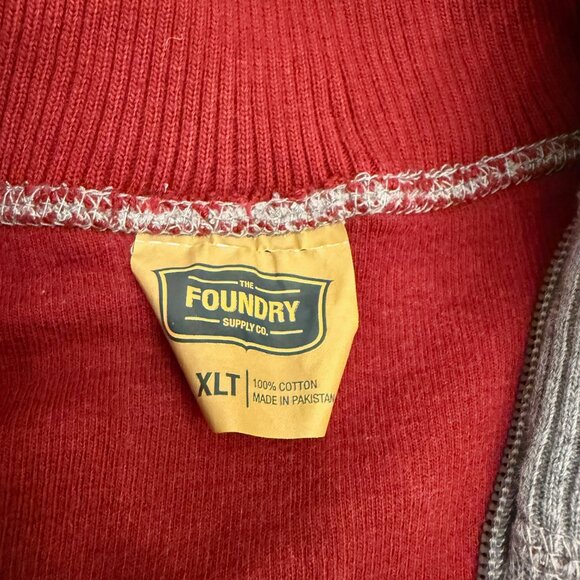 THE
FOUNDRY
SUPPLY CO.
XLT
100% COTTON
MADE IN PAKISTAN